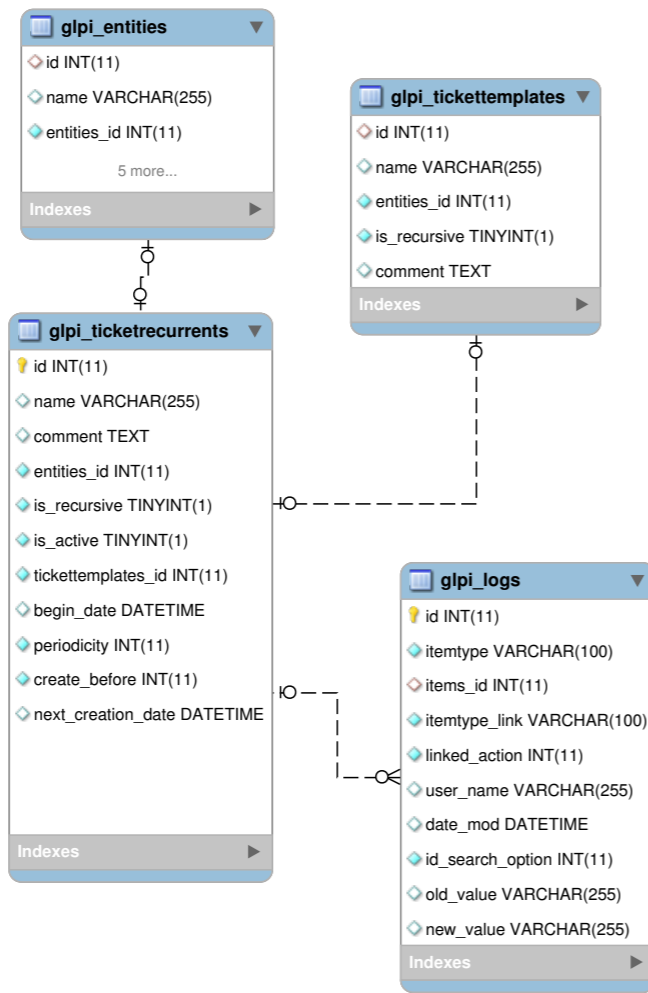 glpi_entities
id INT(11)
name VARCHAR(255)
entities_id INT(11)
5 more...
Indexes
glpi_tickettemplates
id INT(11)
name VARCHAR(255)
entities_id INT(11)
is_recursive TINYINT(1)
comment TEXT
Indexes
glpi_ticketrecurrents
id INT(11)
name VARCHAR(255)
comment TEXT
entities_id INT(11)
is_recursive TINYINT(1)
is_active TINYINT(1)
tickettemplates_id INT(11)
begin_date DATETIME
periodicity INT(11)
create_before INT(11)
next_creation_date DATETIME
Indexes
glpi_logs
id INT(11)
itemtype VARCHAR(100)
items_id INT(11)
itemtype_link VARCHAR(100)
linked_action INT(11)
user_name VARCHAR(255)
date_mod DATETIME
id_search_option INT(11)
old_value VARCHAR(255)
new_value VARCHAR(255)
Indexes